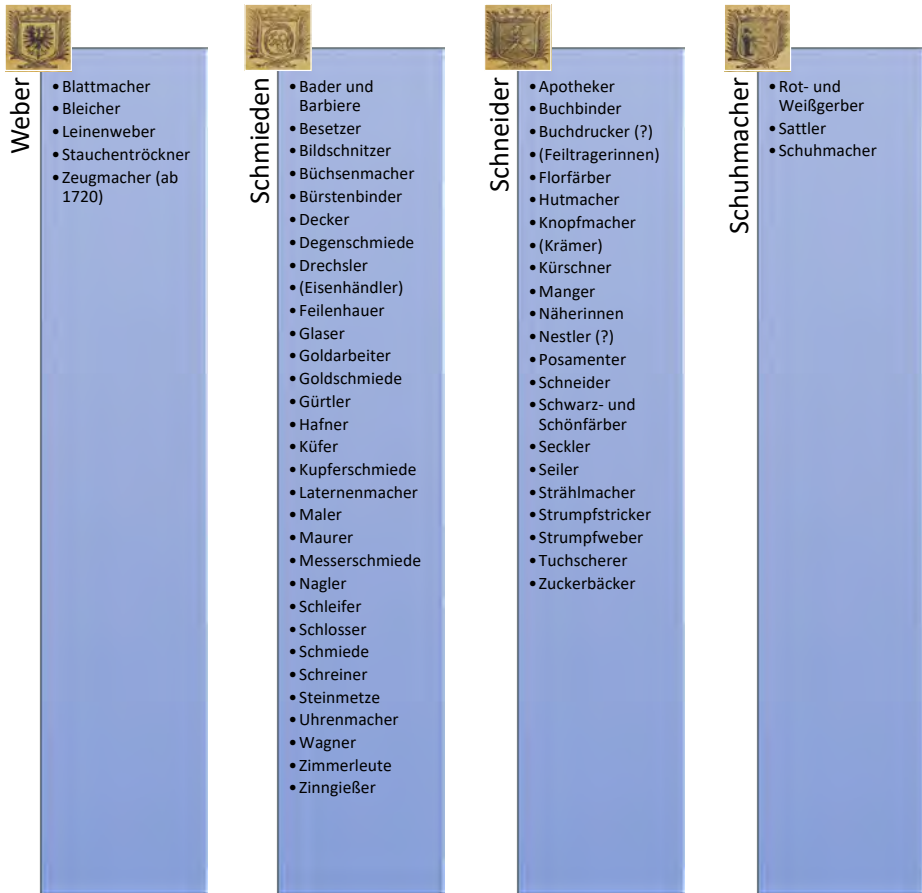 Weber
• Blattmacher
• Bleicher
• Leinenweber
• Stauchentröckner
• Zeugmacher (ab
1720)
Schmieden
• Bader und
Barbiere
• Besetzer
• Bildschnitzer
• Büchsenmacher
• Bürstenbinder
• Decker
• Degenschmiede
• Drechsler
• (Eisenhändler)
• Feilenhauer
• Glaser
• Goldarbeiter
• Goldschmiede
• Gürtler
• Hafner
• Küfer
• Kupferschmiede
• Laternenmacher
• Maler
• Maurer
• Messerschmiede
• Nagler
• Schleifer
• Schlosser
• Schmiede
• Schreiner
• Steinmetze
• Uhrenmacher
• Wagner
• Zimmerleute
• Zinngießer
Schneider
• Apotheker
• Buchbinder
• Buchdrucker (?)
• (Feiltragerinnen)
• Florfärber
• Hutmacher
• Knopfmacher
• (Krämer)
• Kürschner
• Manger
• Näherinnen
• Nestler (?)
• Posamenter
• Schneider
• Schwarz- und
Schönfärber
• Seckler
• Seiler
• Strählmacher
• Strumpfstricker
• Strumpfweber
• Tuchscherer
• Zuckerbäcker
Schuhmacher
• Rot- und
Weißgerber
• Sattler
• Schuhmacher